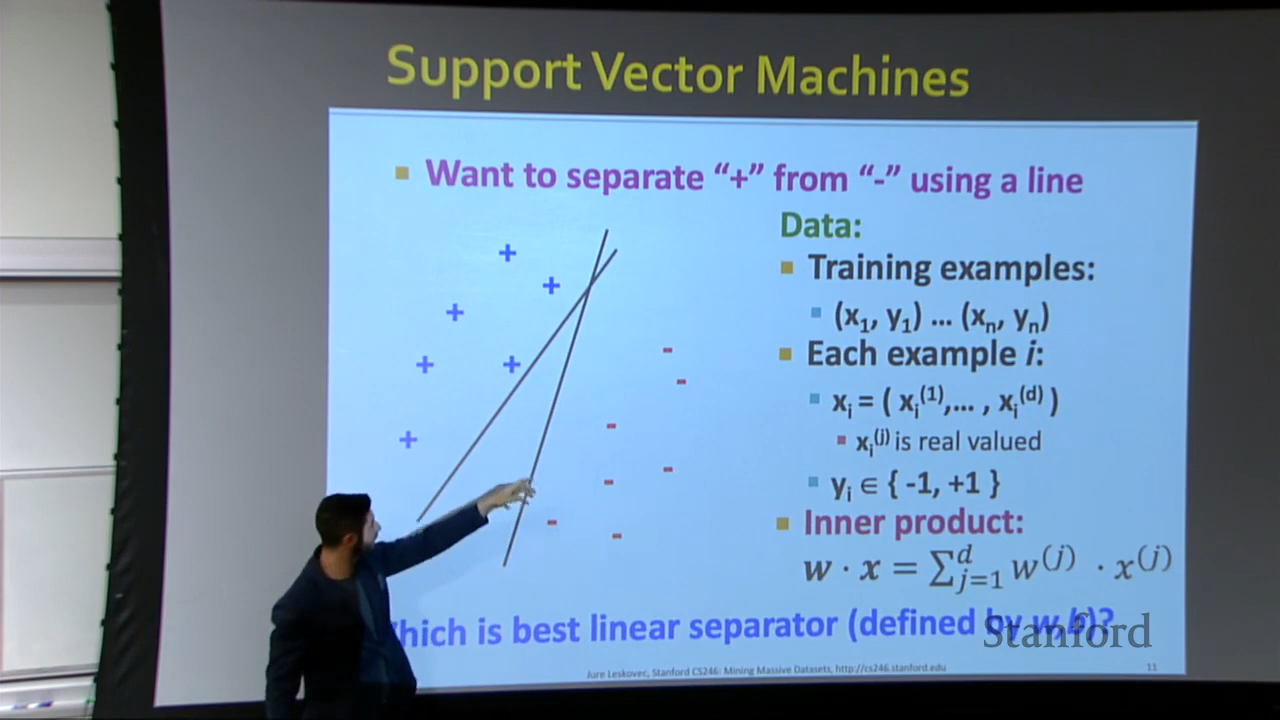 Support Vector Machines
Want to separate “+” from “-” using a line
Data:
Training examples:
(x₁, y₁) ... (xₙ, yₙ)
Each example i:
xᵢ = ( xᵢ⁽¹⁾,... , xᵢ⁽ᵈ⁾ )
xᵢ⁽ʲ⁾ is real valued
yᵢ ∈ { -1, +1 }
Inner product:
w · x = ∑ᵈⱼ₌₁ w⁽ʲ⁾ · x⁽ʲ⁾
hich is best linear separator (defined by w,b)?
Stanford
Jure Leskovec, Stanford CS246: Mining Massive Datasets, http://cs246.stanford.edu
11